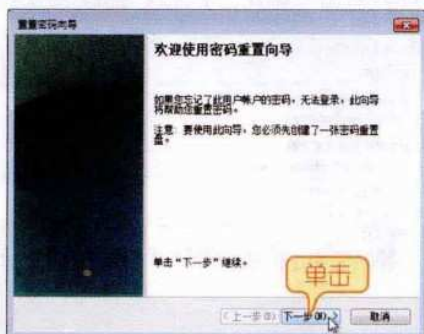 重置密码向导
欢迎使用密码重置向导
如果您忘记了此用户帐户的密码，无法登录，此向导
将帮助您重置密码。
注意：要使用此向导，您必须先创建了一张密码重置
盘。
单击“下一步”继续。
单击
<上一步(B)
下一步(N)>
取消